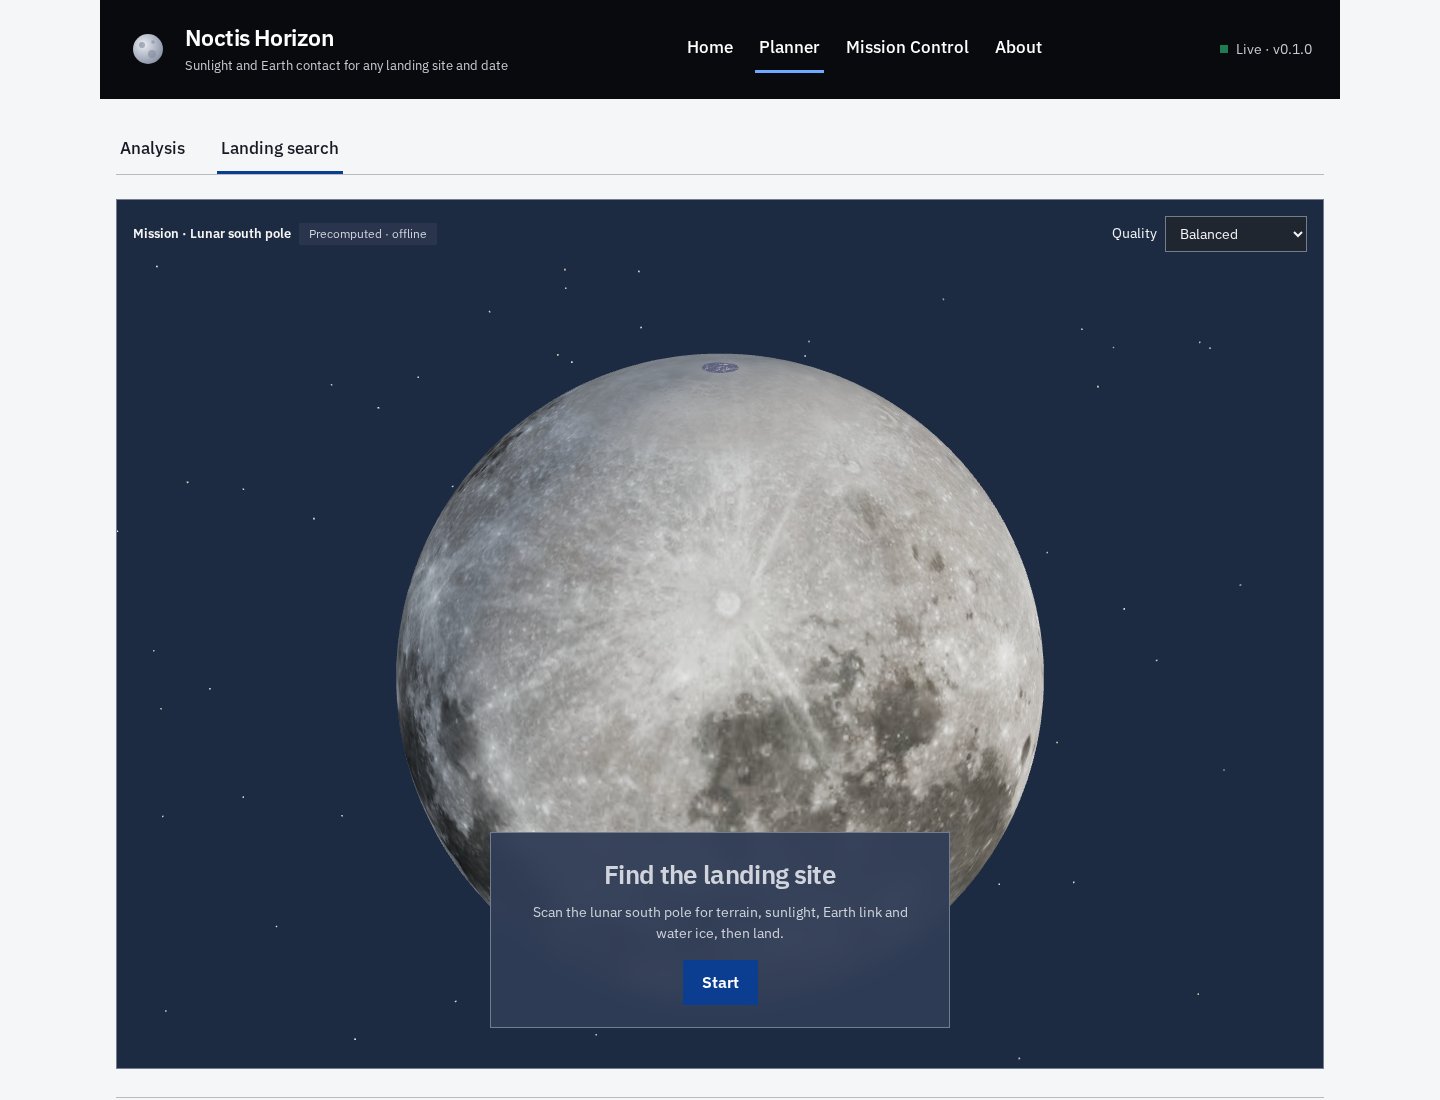 Noctis Horizon
Sunlight and Earth contact for any landing site and date
Home
Planner
Mission Control
About
Live · v0.1.0
Analysis
Landing search
Mission · Lunar south pole
Precomputed · offline
Quality
Balanced
Find the landing site
Scan the lunar south pole for terrain, sunlight, Earth link and
water ice, then land.
Start